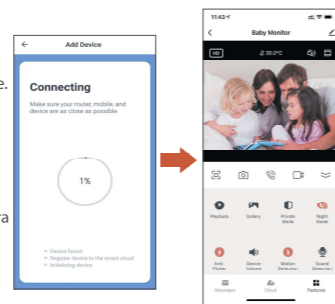 e.
ra
Add Device
Connecting
Make sure your router, mobile, and
device are as close as possible
1%
Device found
Register device to the smart cloud
Initializing device
11:43
Baby Monitor
HD
30.0°C
Playback Gallery Private Mode Night Mode
Anti-Flicker Device Volume Motion Detection Sound Detection
Messages Cloud Features